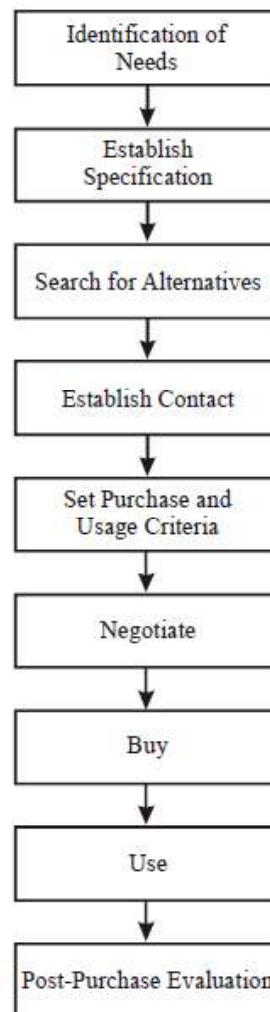 Identification of
Needs
Establish
Specification
Search for Alternatives
Establish Contact
Set Purchase and
Usage Criteria
Negotiate
Buy
Use
Post-Purchase Evaluation